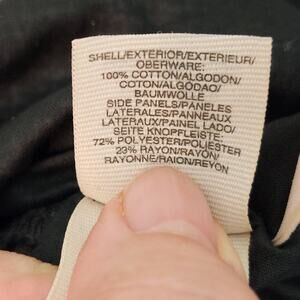 SHELL/EXTERIOR/EXTERIEUR/
OBERWARE:
100% COTTON/ALGODON/
COTON/ALGODAO/
BAUMWOLLE
SIDE PANELS/PANELES
LATERALES/PANNEAUX
LATERAUX/PAINEL LADO/
SEITE KNOPFLEISTE:
72% POLYESTER/POLIESTER
23% RAYON/RAYON/
RAYONNE/RAION/REYON